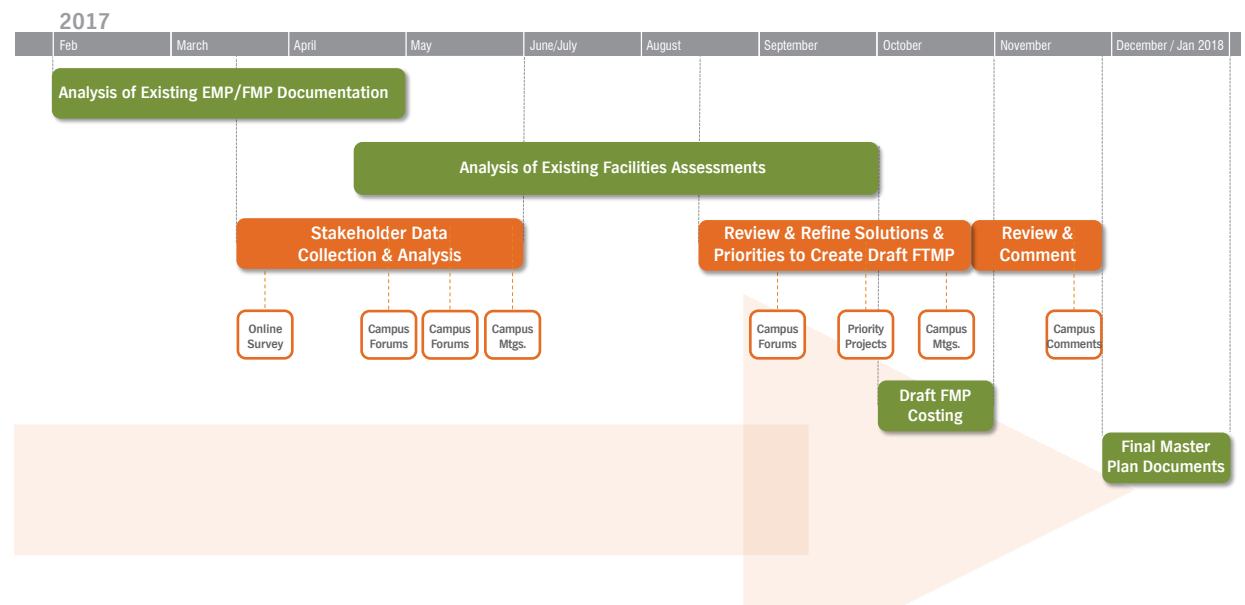 2017
Feb
March
April
May
June/July
August
September
October
November
December / Jan 2018
Analysis of Existing EMP/FMP Documentation
Analysis of Existing Facilities Assessments
Stakeholder Data
Collection & Analysis
Review & Refine Solutions &
Priorities to Create Draft FTMP
Review &
Comment
Online
Survey
Campus
Forums
Campus
Forums
Campus
Mtgs.
Campus
Forums
Priority
Projects
Campus
Mtgs.
Campus
Comments
Draft FMP
Costing
Final Master
Plan Documents